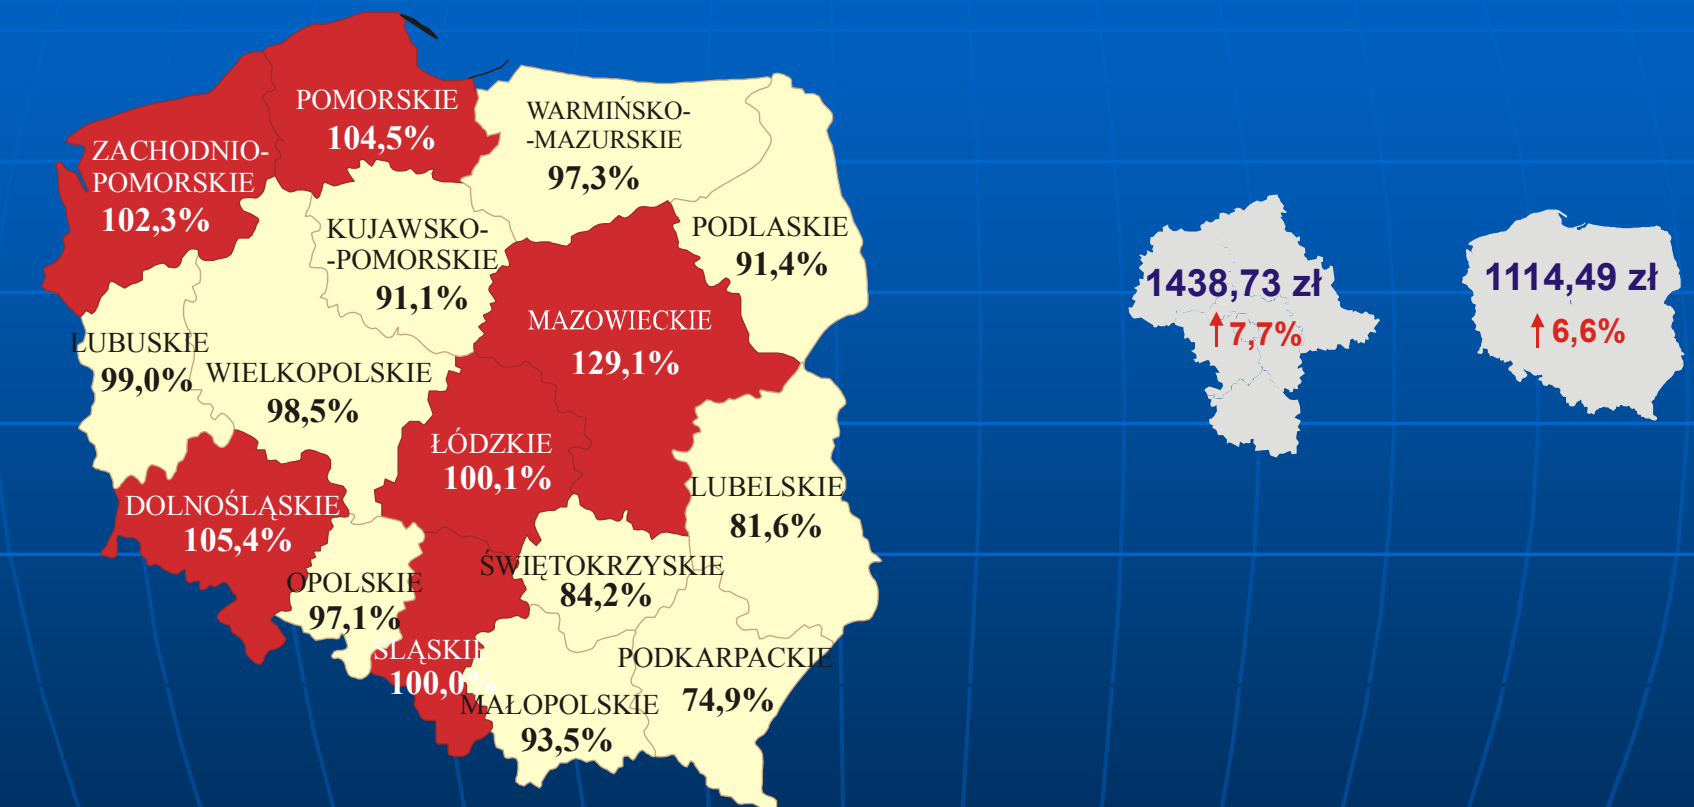 POMORSKIE
104,5%
ZACHODNIO-
POMORSKIE
102,3%
WARMIŃSKO-
-MAZURSKIE
97,3%
KUJAWSKO-
-POMORSKIE
91,1%
PODLASKIE
91,4%
MAZOWIECKIE
129,1%
LUBUSKIE
99,0%
WIELKOPOLSKIE
98,5%
ŁÓDZKIE
100,1%
LUBELSKIE
81,6%
DOLNOŚLĄSKIE
105,4%
OPOLSKIE
97,1%
ŚWIĘTOKRZYSKIE
84,2%
ŚLĄSKIE
100,0%
PODKARPACKIE
74,9%
MAŁOPOLSKIE
93,5%
1438,73 zł
7,7%
1114,49 zł
6,6%